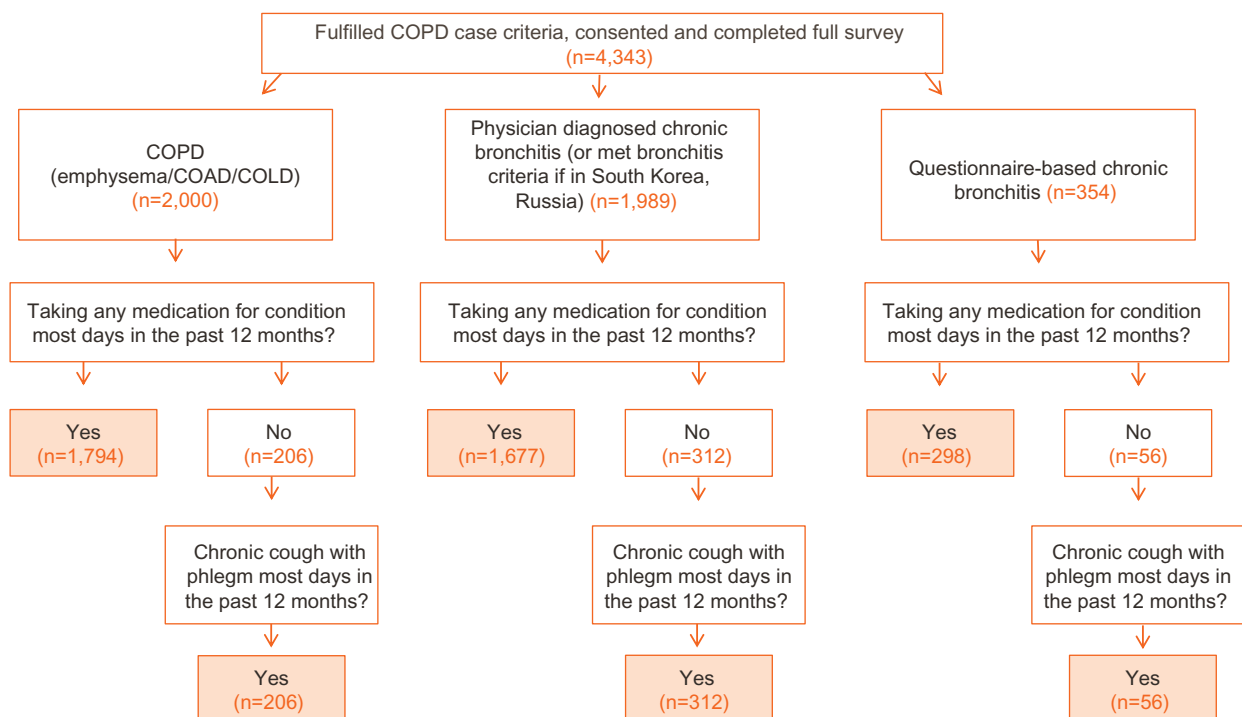 Fulfilled COPD case criteria, consented and completed full survey
(n=4,343)
COPD
(emphysema/COAD/COLD)
(n=2,000)
Physician diagnosed chronic
bronchitis (or met bronchitis
criteria if in South Korea,
Russia) (n=1,989)
Questionnaire-based chronic
bronchitis (n=354)
Taking any medication for condition
most days in the past 12 months?
Taking any medication for condition
most days in the past 12 months?
Taking any medication for condition
most days in the past 12 months?
Yes
(n=1,794)
No
(n=206)
Yes
(n=1,677)
No
(n=312)
Yes
(n=298)
No
(n=56)
Chronic cough with
phlegm most days in
the past 12 months?
Chronic cough with
phlegm most days in
the past 12 months?
Chronic cough with
phlegm most days in
the past 12 months?
Yes
(n=206)
Yes
(n=312)
Yes
(n=56)